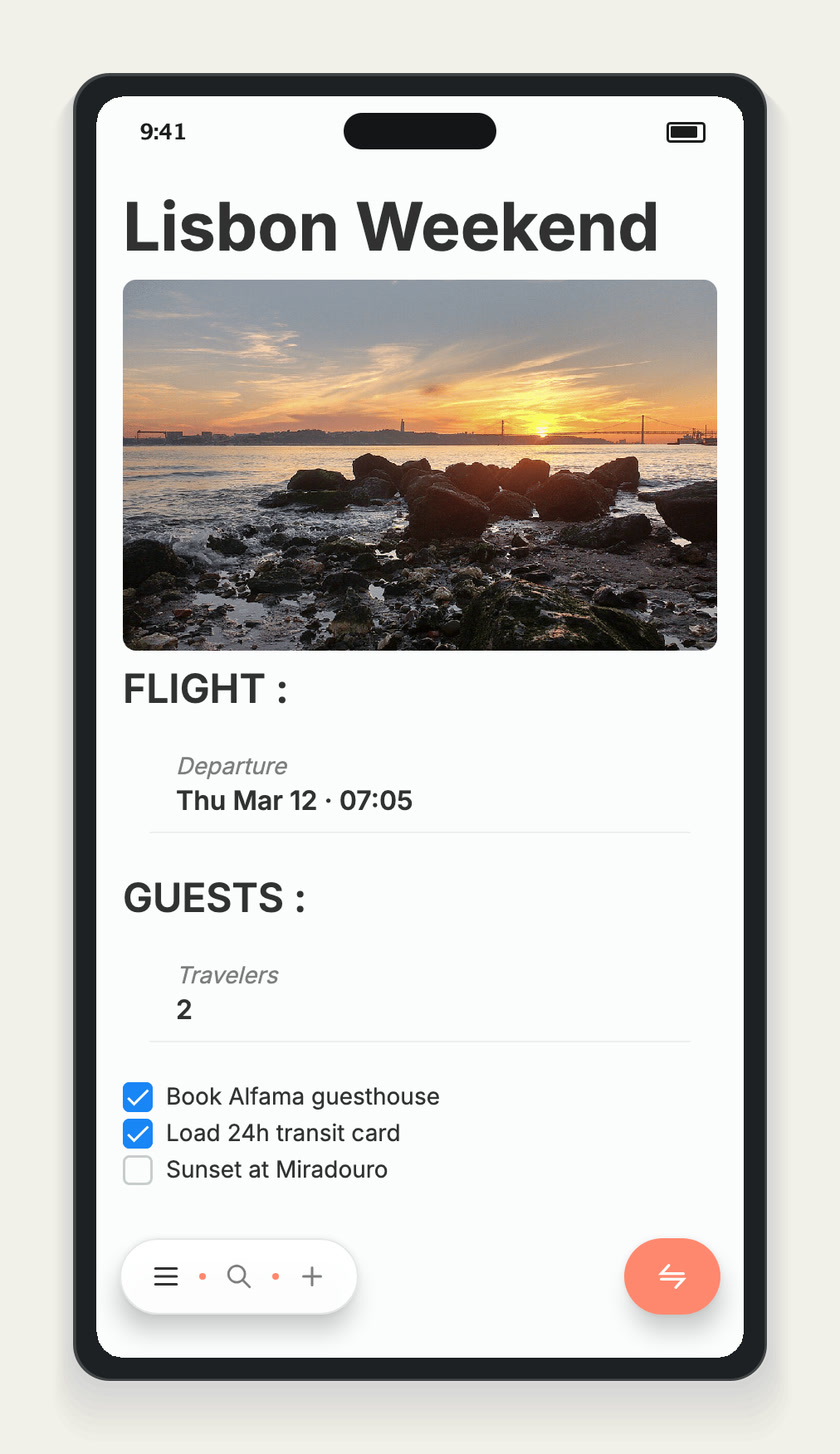 9:41
Lisbon Weekend
FLIGHT :
Departure
Thu Mar 12 · 07:05
GUESTS :
Travelers
2
Book Alfama guesthouse
Load 24h transit card
Sunset at Miradouro